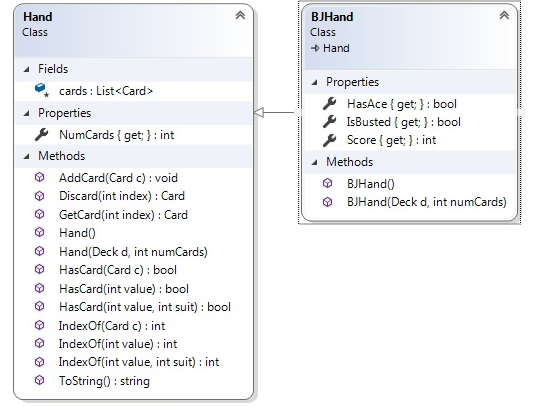 Hand
Class
Fields
cards : List<Card>
Properties
NumCards { get; } : int
Methods
AddCard(Card c) : void
Discard(int index) : Card
GetCard(int index) : Card
Hand()
Hand(Deck d, int numCards)
HasCard(Card c) : bool
HasCard(int value) : bool
HasCard(int value, int suit) : bool
IndexOf(Card c) : int
IndexOf(int value) : int
IndexOf(int value, int suit) : int
ToString() : string
BJHand
Class
Hand
Properties
HasAce { get; } : bool
IsBusted { get; } : bool
Score { get; } : int
Methods
BJHand()
BJHand(Deck d, int numCards)